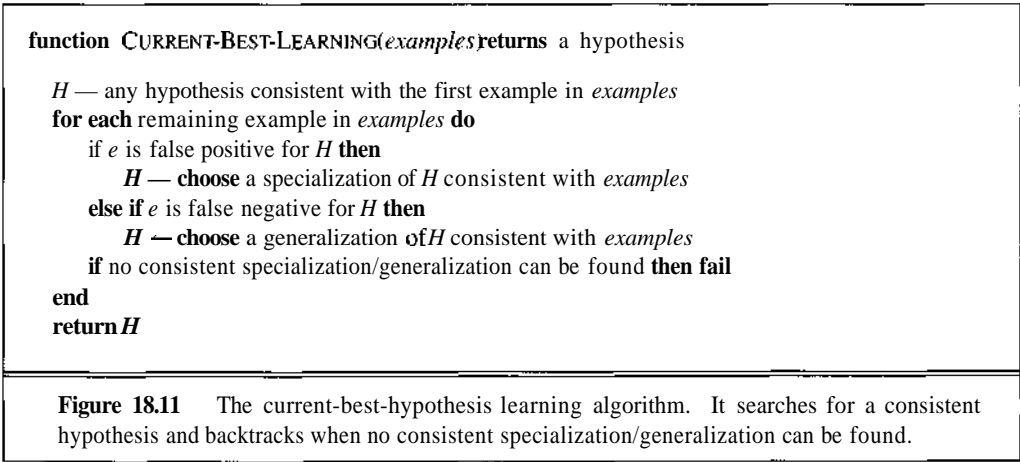 function CURRENT-BEST-LEARNING(examples) returns a hypothesis
H — any hypothesis consistent with the first example in examples
for each remaining example in examples do
if e is false positive for H then
H — choose a specialization of H consistent with examples
else if e is false negative for H then
H ← choose a generalization of H consistent with examples
if no consistent specialization/generalization can be found then fail
end
return H
Figure 18.11 The current-best-hypothesis learning algorithm. It searches for a consistent
hypothesis and backtracks when no consistent specialization/generalization can be found.